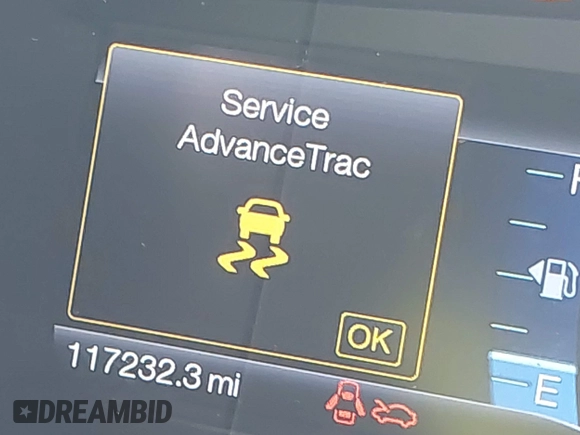 Service
AdvanceTrac
OK
117232.3 mi
E
DREAMBID